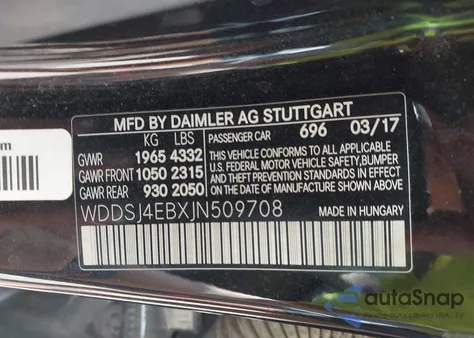 m
MFD BY DAIMLER AG STUTTGART
KG LBS PASSENGER CAR 696 03/17
GVWR 1965 4332
GAWR FRONT 1050 2315
GAWR REAR 930 2050
THIS VEHICLE CONFORMS TO ALL APPLICABLE
U.S. FEDERAL MOTOR VEHICLE SAFETY, BUMPER
AND THEFT PREVENTION STANDARDS IN EFFECT
ON THE DATE OF MANUFACTURE SHOWN ABOVE.
WDDSJ4EBXJN509708 MADE IN HUNGARY
autoSnap